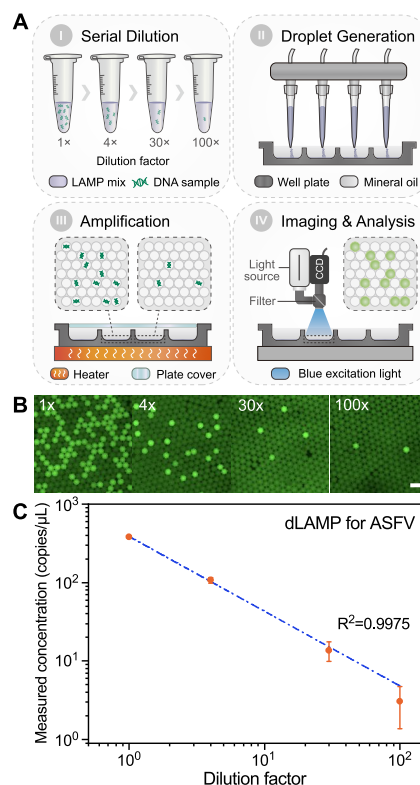 A
I Serial Dilution
1× 4× 30× 100×
Dilution factor
LAMP mix DNA sample
II Droplet Generation
Well plate Mineral oil
III Amplification
Heater Plate cover
IV Imaging & Analysis
Light
source
CCD
Filter
Blue excitation light
B
1x 4x 30x 100x
C
dLAMP for ASFV
R²=0.9975
Measured concentration (copies/μL)
10³
10²
10¹
10⁰
10⁰ 10¹ 10²
Dilution factor